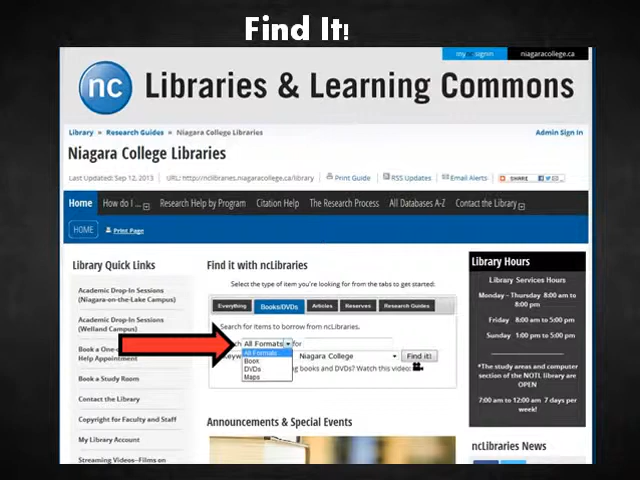 Find It!
my signin
niagaracollege.ca
nc Libraries & Learning Commons
Library » Research Guides » Niagara College Libraries
Admin Sign In
Niagara College Libraries
Last Updated: Sep 12, 2013 URL: http://nclibraries.niagaracollege.ca/library Print Guide RSS Updates Email Alerts SHARE
Home How do I ... Research Help by Program Citation Help The Research Process All Databases A-Z Contact the Library
HOME Print Page
Library Quick Links
Academic Drop-In Sessions
(Niagara-on-the-Lake Campus)
Academic Drop-In Sessions
(Welland Campus)
Book a One-
Help Appointment
Book a Study Room
Contact the Library
Copyright for Faculty and Staff
My Library Account
Streaming Videos--Films on
Find it with ncLibraries
Select the type of item you're looking for from the tabs to get started:
Everything Books/DVDs Articles Reserves Research Guides
Search for items to borrow from ncLibraries.
ch All Formats for
Keyw Niagara College Find it!
All Formats
Book
DVDs
Maps
ing books and DVDs? Watch this video:
Announcements & Special Events
Library Hours
Library Services Hours
Monday - Thursday 8:00 am to
8:00 pm
Friday 8:00 am to 5:00 pm
Sunday 1:00 pm to 5:00 pm
*The study areas and computer
section of the NOTL library are
OPEN
7:00 am to 12:00 am 7 days per
week!
ncLibraries News